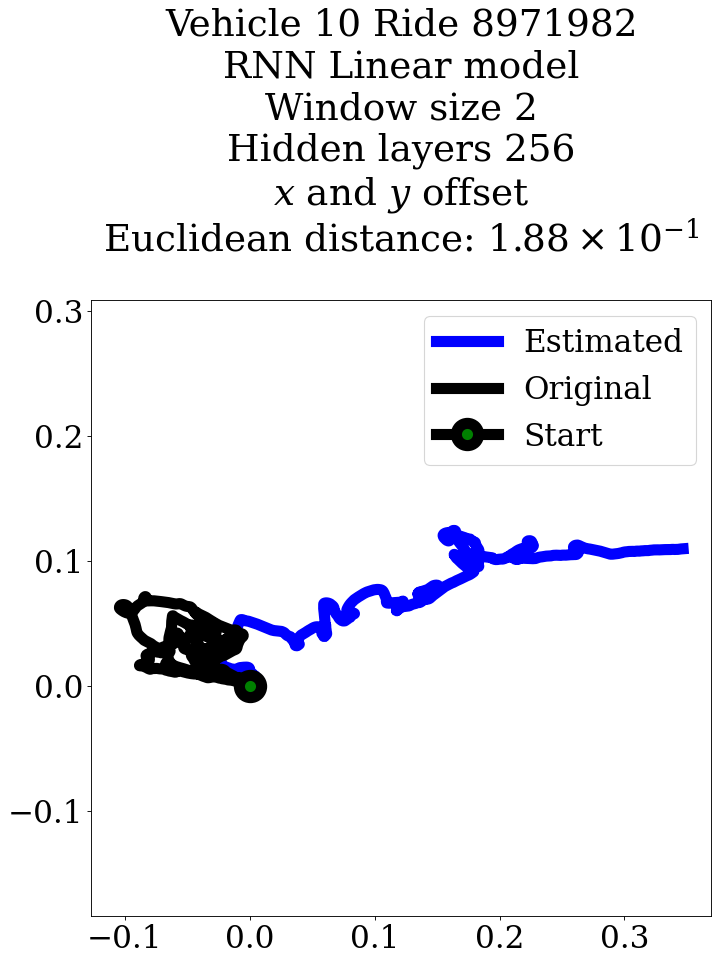 Vehicle 10 Ride 8971982
RNN Linear model
Window size 2
Hidden layers 256
x and y offset
Euclidean distance: 1.88 × 10⁻¹
0.3
Estimated
Original
Start
0.2
0.1
0.0
−0.1
−0.1 0.0 0.1 0.2 0.3